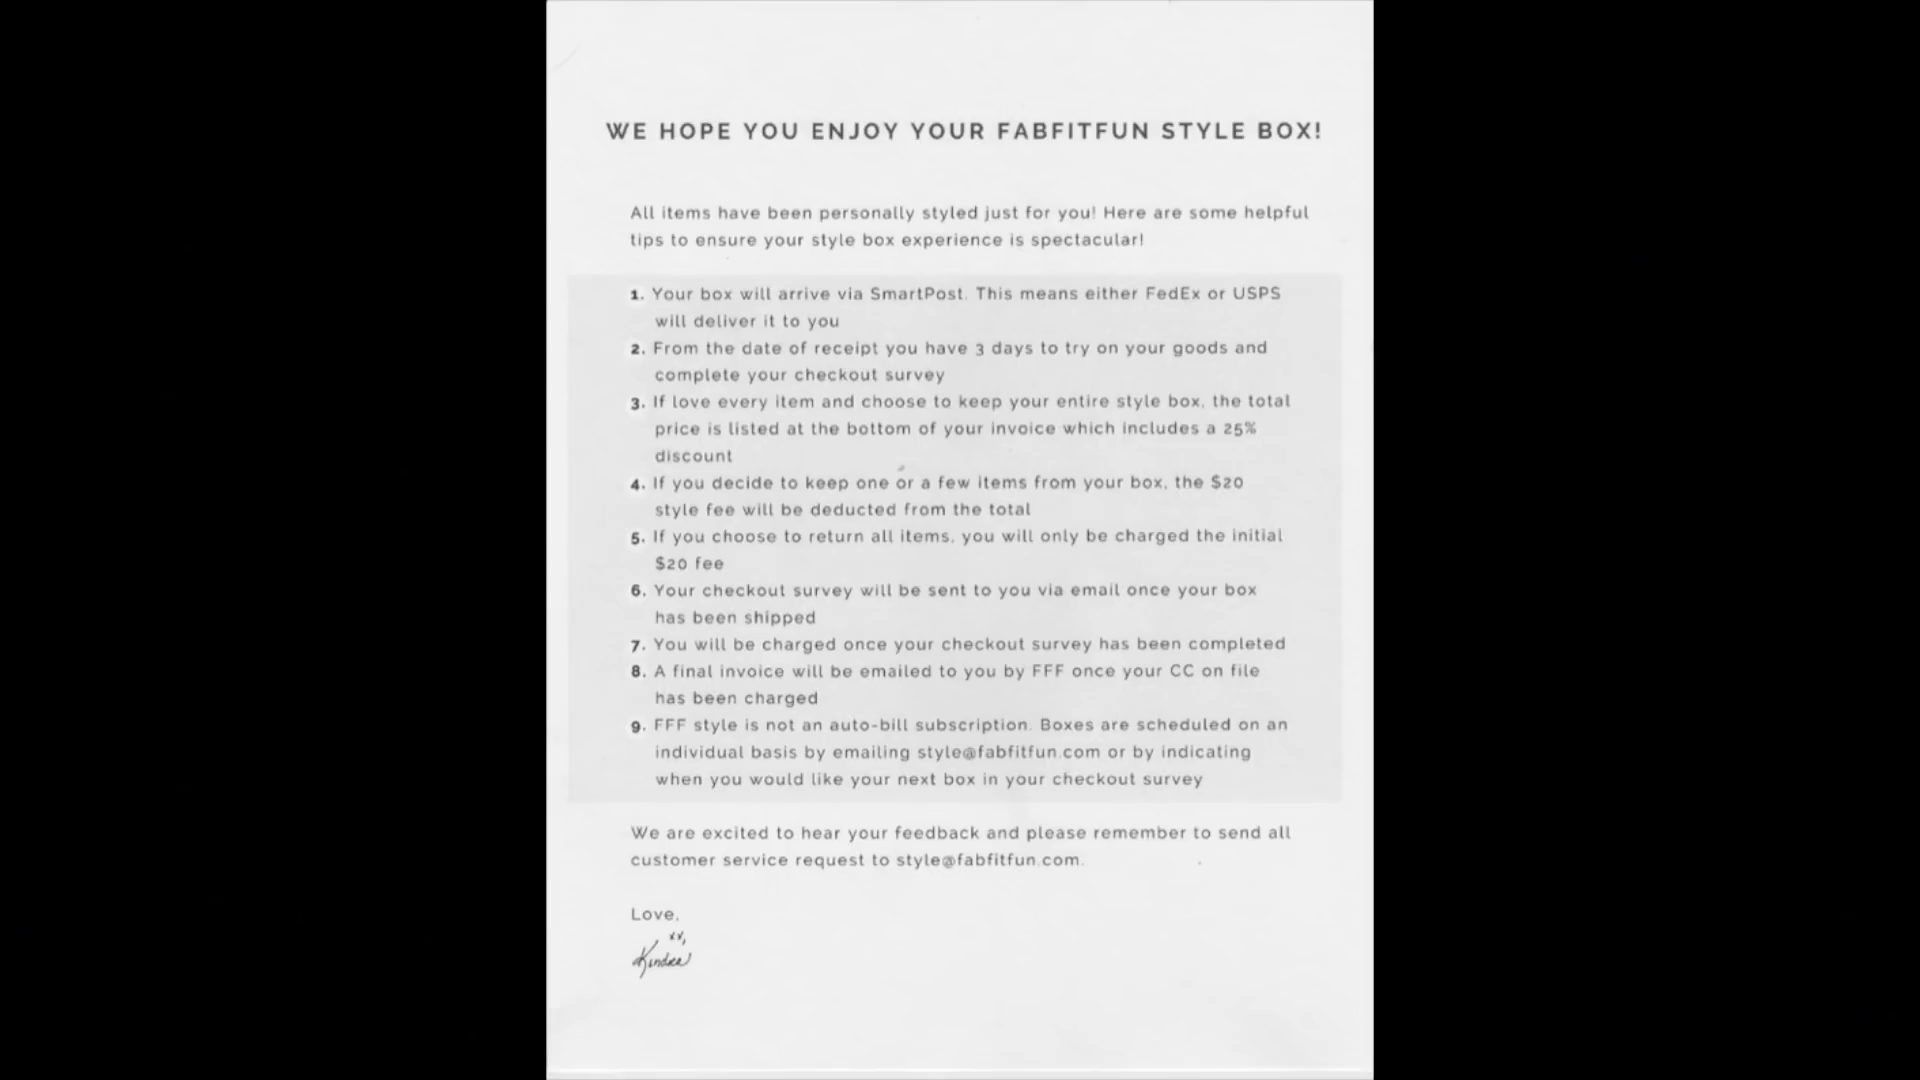 WE HOPE YOU ENJOY YOUR FABFITFUN STYLE BOX!
All items have been personally styled just for you! Here are some helpful
tips to ensure your style box experience is spectacular!
1. Your box will arrive via SmartPost. This means either FedEx or USPS
will deliver it to you
2. From the date of receipt you have 3 days to try on your goods and
complete your checkout survey
3. If love every item and choose to keep your entire style box, the total
price is listed at the bottom of your invoice which includes a 25%
discount
4. If you decide to keep one or a few items from your box, the $20
style fee will be deducted from the total
5. If you choose to return all items, you will only be charged the initial
$20 fee
6. Your checkout survey will be sent to you via email once your box
has been shipped
7. You will be charged once your checkout survey has been completed
8. A final invoice will be emailed to you by FFF once your CC on file
has been charged
9. FFF style is not an auto-bill subscription. Boxes are scheduled on an
individual basis by emailing style@fabfitfun.com or by indicating
when you would like your next box in your checkout survey
We are excited to hear your feedback and please remember to send all
customer service request to style@fabfitfun.com.
Love,
xx,